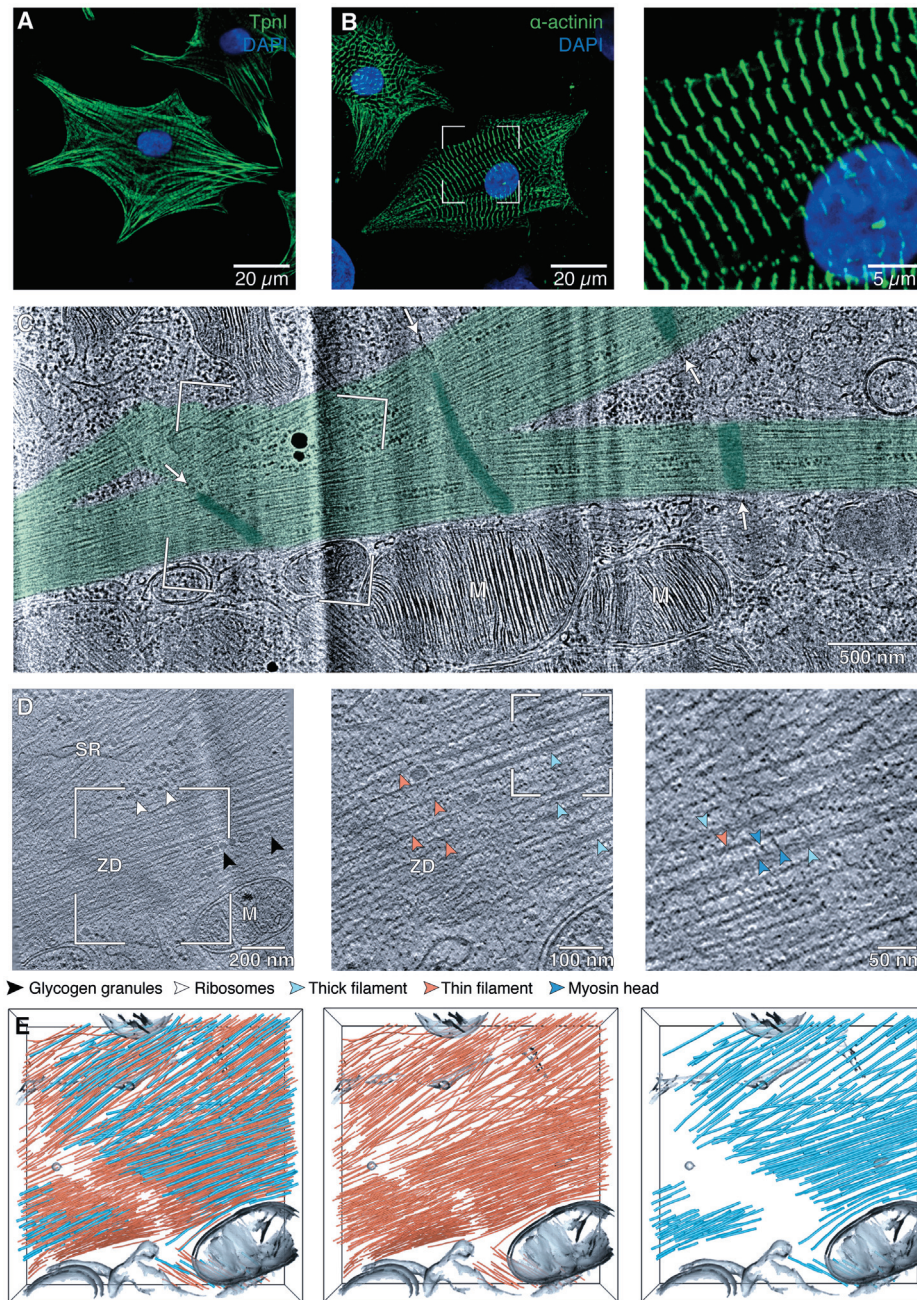 A
TpnI
DAPI
20 µm
B
α-actinin
DAPI
20 µm
5 µm
C
M
M
500 nm
D
SR
ZD
M
200 nm
ZD
100 nm
50 nm
Glycogen granules Ribosomes Thick filament Thin filament Myosin head
E